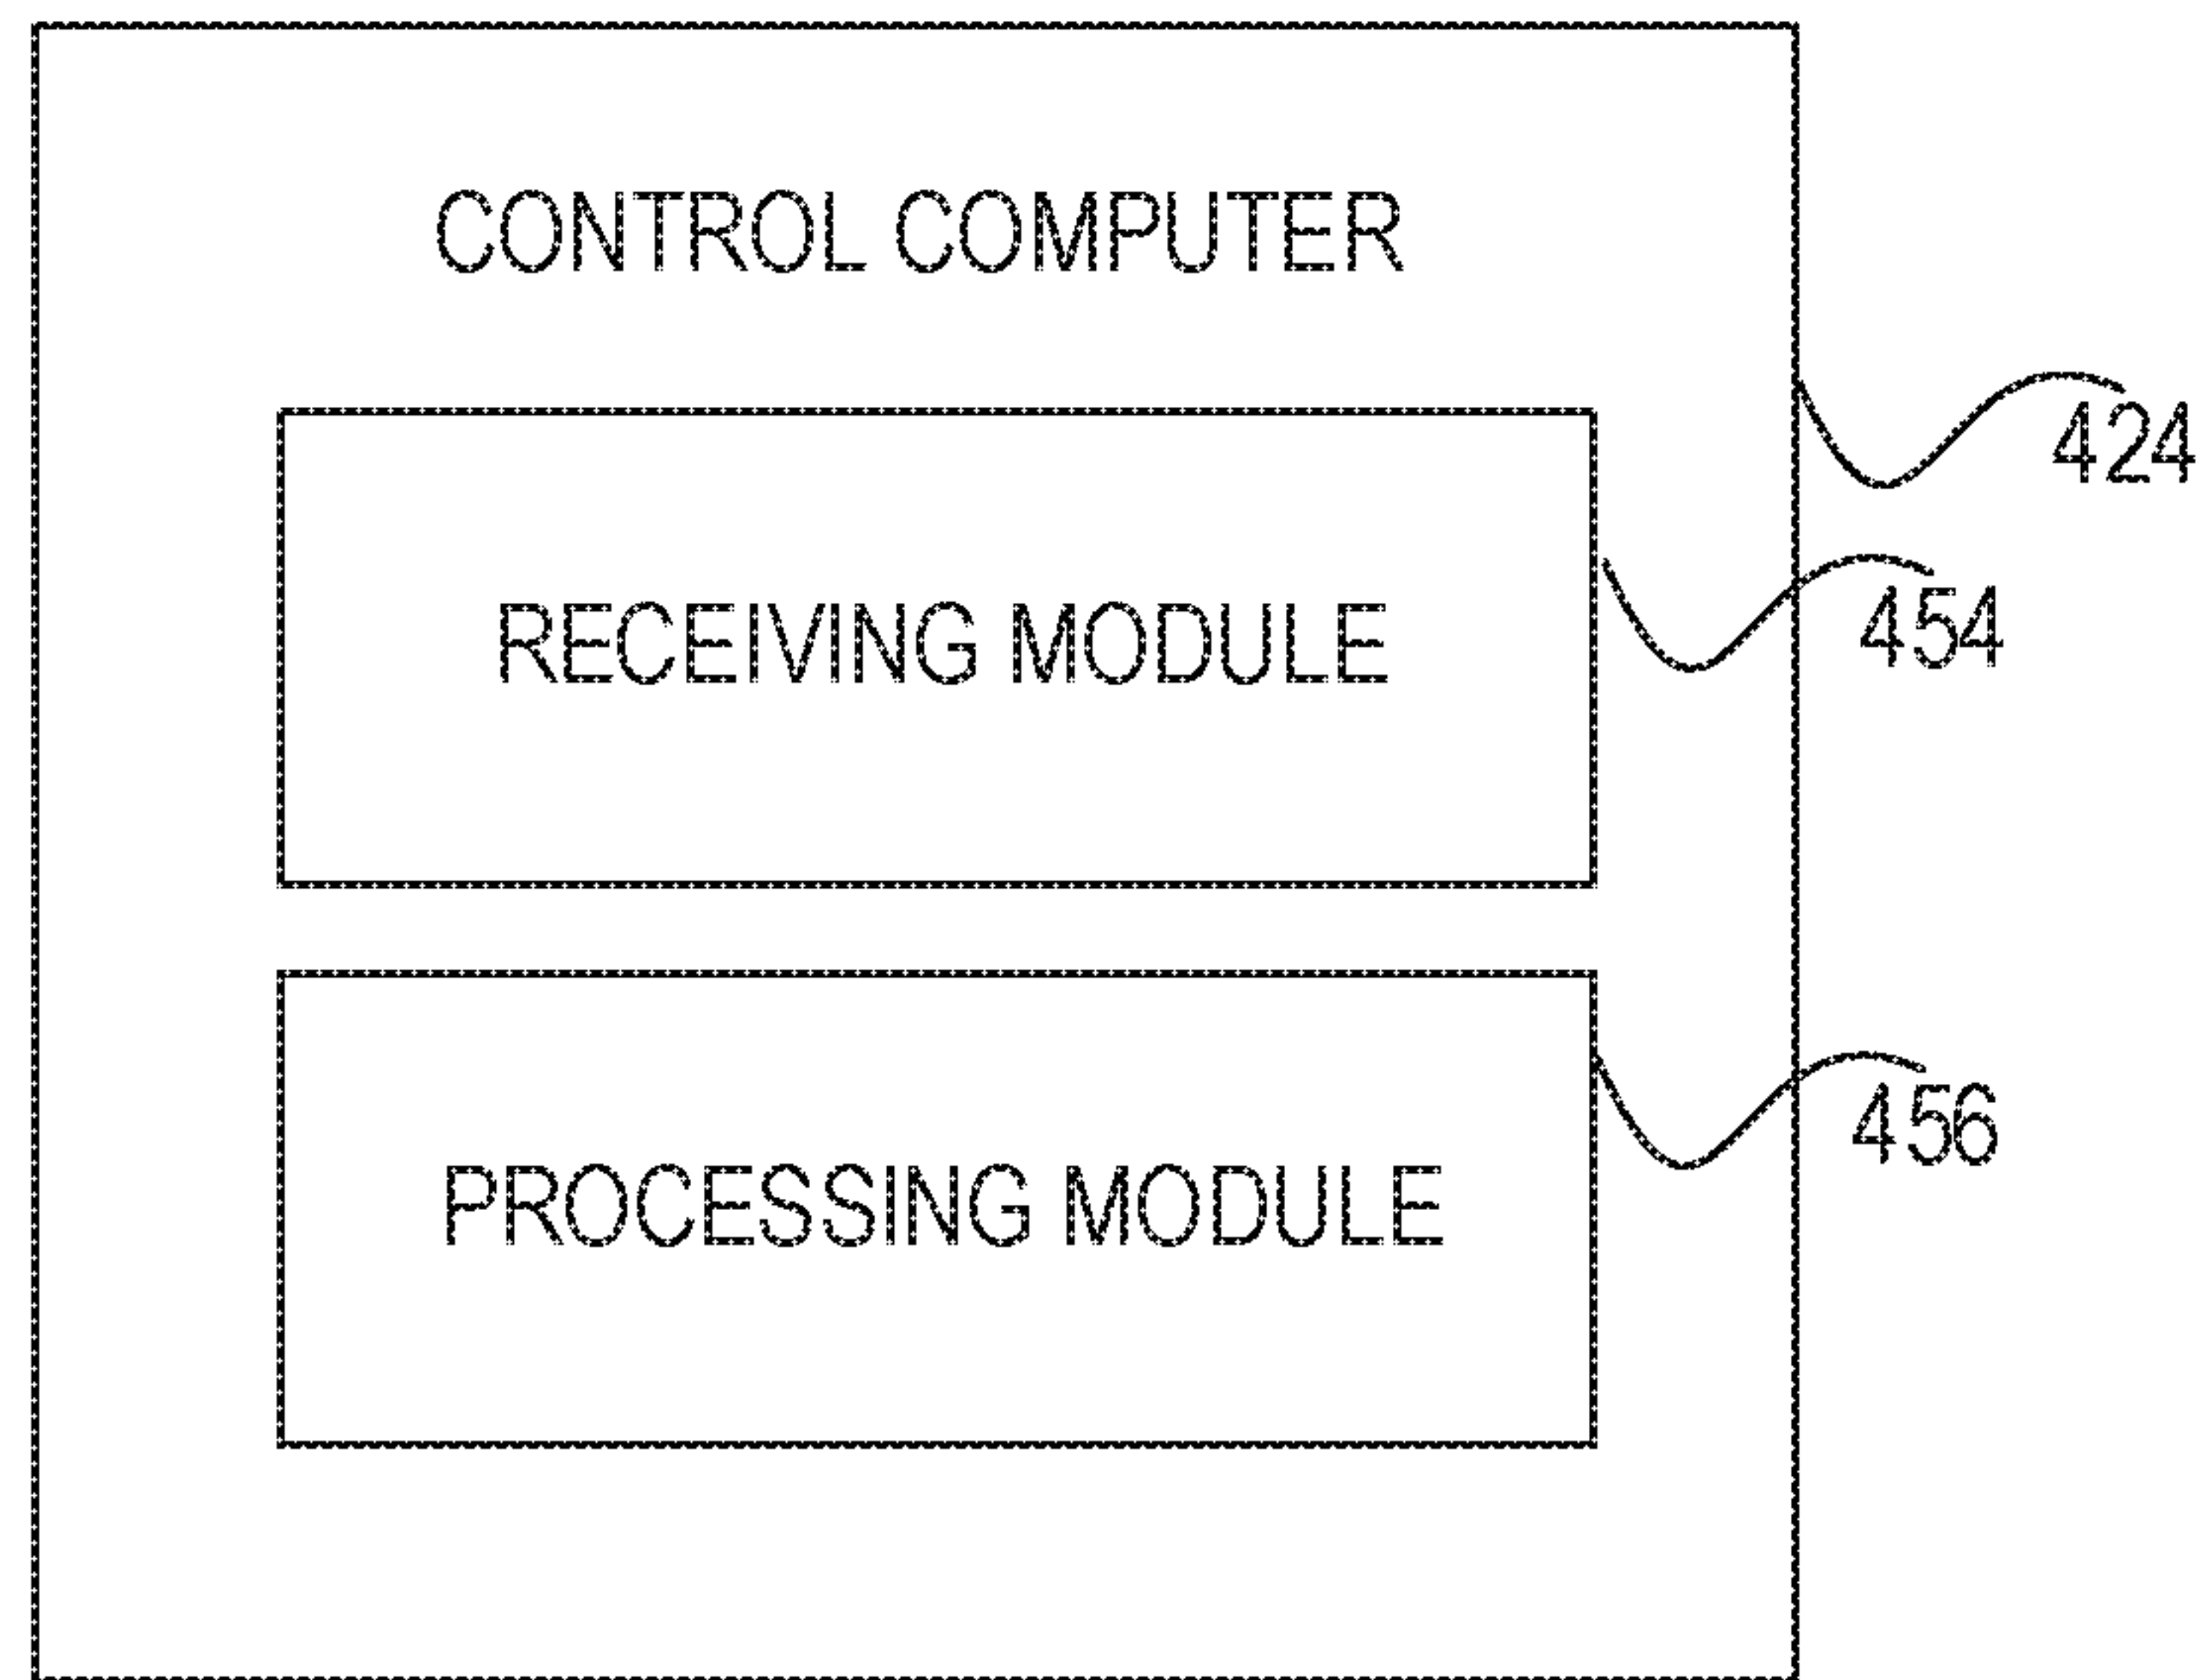 CONTROL COMPUTER
424
454
RECEIVING MODULE
456
PROCESSING MODULE